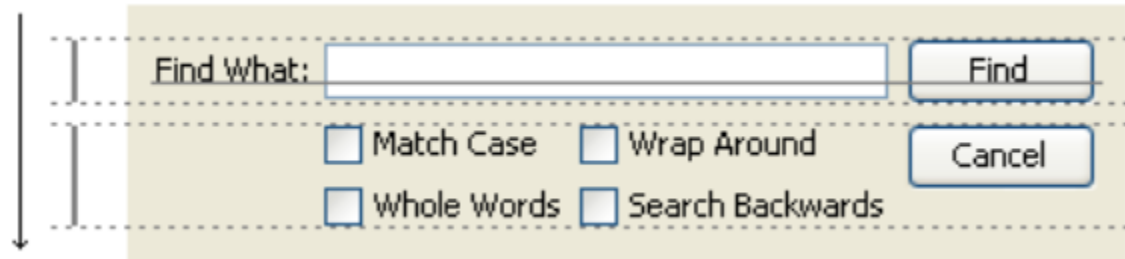 Find What: Find
Match Case Wrap Around Cancel
Whole Words Search Backwards